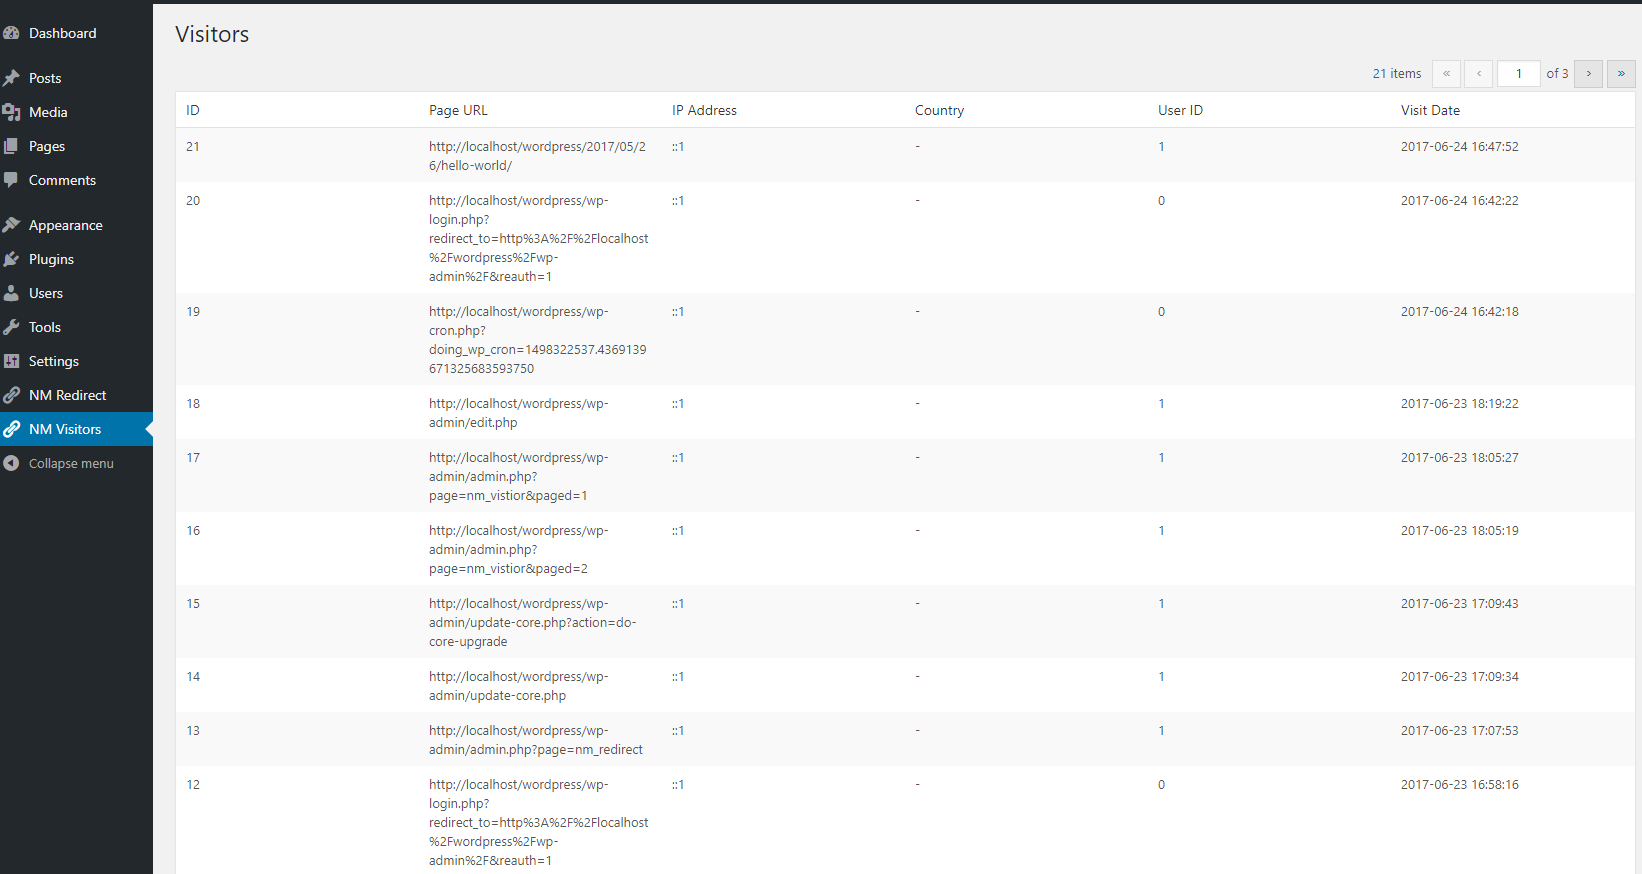 Dashboard
Posts
Media
Pages
Comments
Appearance
Plugins
Users
Tools
Settings
NM Redirect
NM Visitors
Collapse menu
Visitors
21 items « ‹ 1 of 3 › »
ID Page URL IP Address Country User ID Visit Date
21 http://localhost/wordpress/2017/05/2 ::1 - 1 2017-06-24 16:47:52
6/hello-world/
20 http://localhost/wordpress/wp- ::1 - 0 2017-06-24 16:42:22
login.php?
redirect_to=http%3A%2F%2Flocalhost
%2Fwordpress%2Fwp-
admin%2F&reauth=1
19 http://localhost/wordpress/wp- ::1 - 0 2017-06-24 16:42:18
cron.php?
doing_wp_cron=1498322537.4369139
671325683593750
18 http://localhost/wordpress/wp- ::1 - 1 2017-06-23 18:19:22
admin/edit.php
17 http://localhost/wordpress/wp- ::1 - 1 2017-06-23 18:05:27
admin/admin.php?
page=nm_vistior&paged=1
16 http://localhost/wordpress/wp- ::1 - 1 2017-06-23 18:05:19
admin/admin.php?
page=nm_vistior&paged=2
15 http://localhost/wordpress/wp- ::1 - 1 2017-06-23 17:09:43
admin/update-core.php?action=do-
core-upgrade
14 http://localhost/wordpress/wp- ::1 - 1 2017-06-23 17:09:34
admin/update-core.php
13 http://localhost/wordpress/wp- ::1 - 1 2017-06-23 17:07:53
admin/admin.php?page=nm_redirect
12 http://localhost/wordpress/wp- ::1 - 0 2017-06-23 16:58:16
login.php?
redirect_to=http%3A%2F%2Flocalhost
%2Fwordpress%2Fwp-
admin%2F&reauth=1